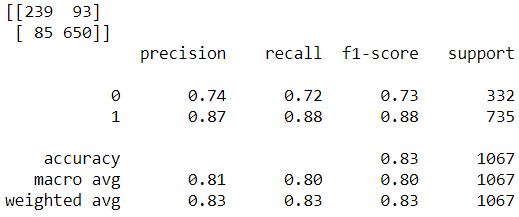 [[239  93]
 [ 85 650]]
              precision    recall  f1-score   support

           0       0.74      0.72      0.73       332
           1       0.87      0.88      0.88       735

    accuracy                           0.83      1067
   macro avg       0.81      0.80      0.80      1067
weighted avg       0.83      0.83      0.83      1067